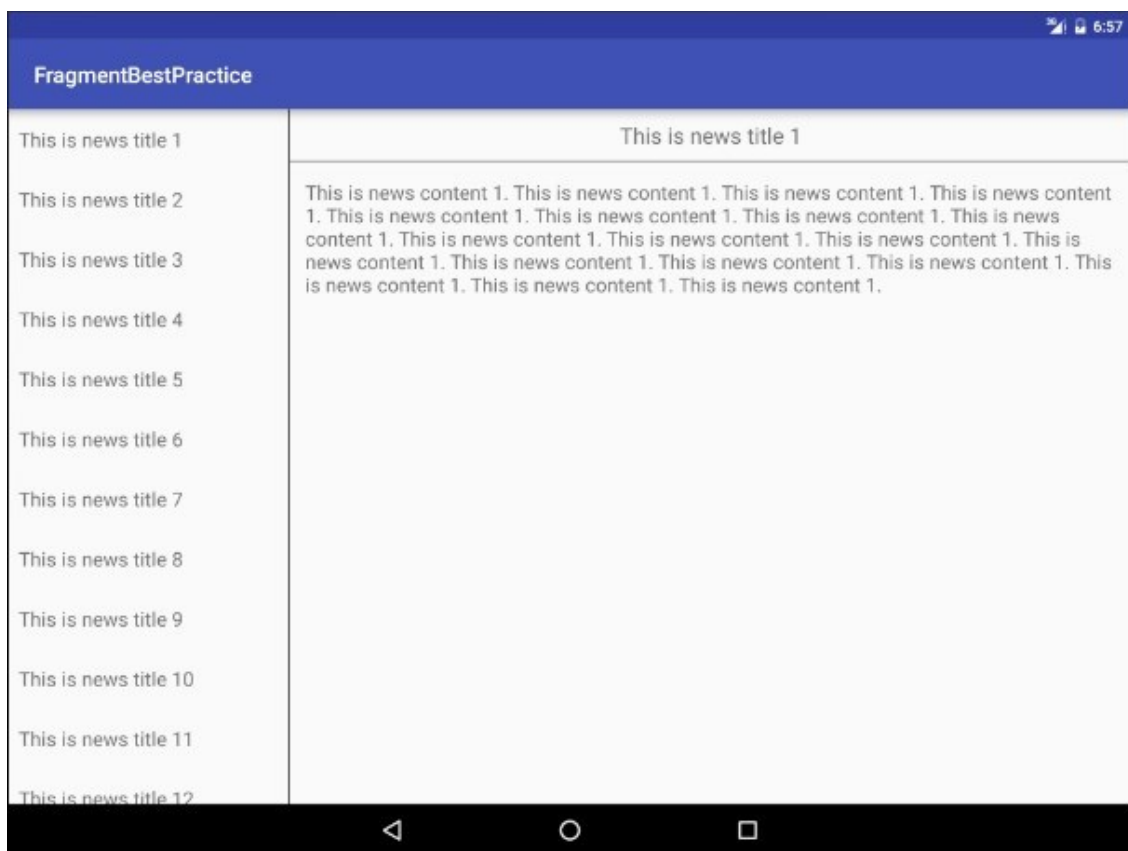 3G 6:57
FragmentBestPractice
This is news title 1
This is news title 2
This is news title 3
This is news title 4
This is news title 5
This is news title 6
This is news title 7
This is news title 8
This is news title 9
This is news title 10
This is news title 11
This is news title 12
This is news title 1
This is news content 1. This is news content 1. This is news content 1. This is news content
1. This is news content 1. This is news content 1. This is news content 1. This is news
content 1. This is news content 1. This is news content 1. This is news content 1. This is
news content 1. This is news content 1. This is news content 1. This is news content 1. This
is news content 1. This is news content 1. This is news content 1.